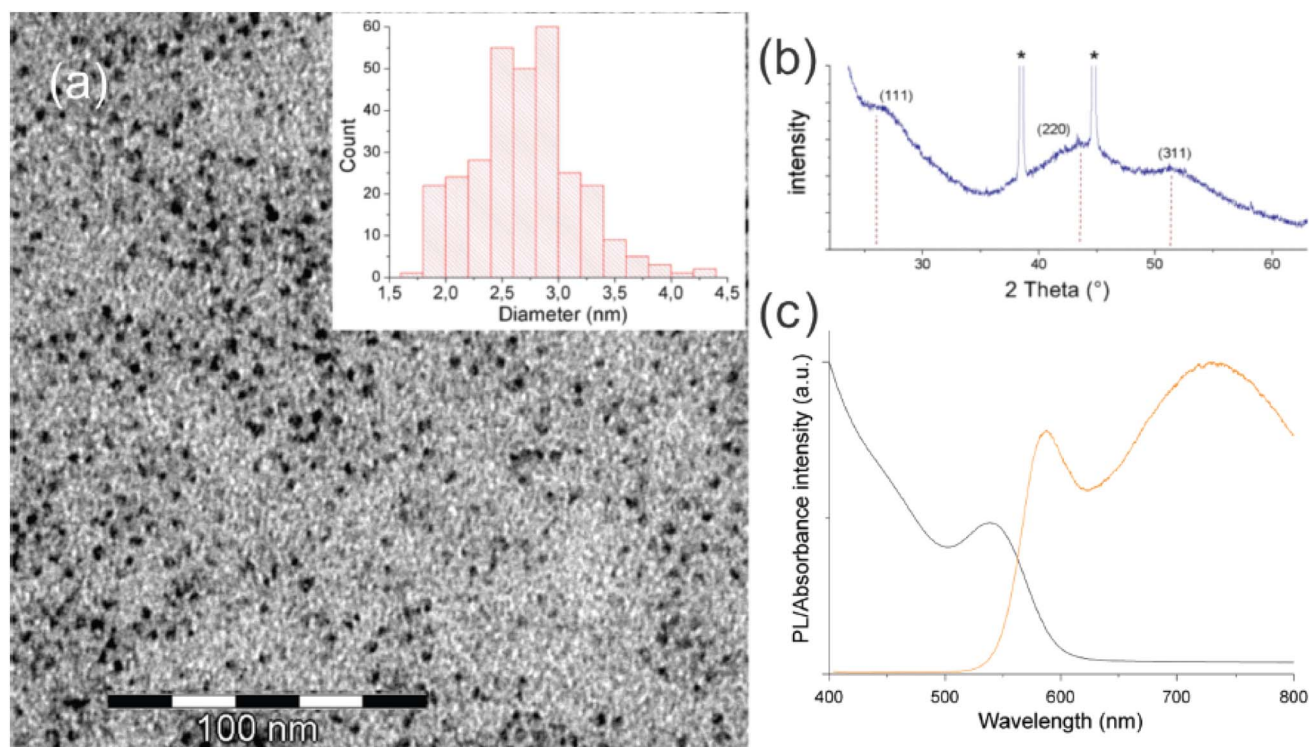 (a)
60
50
40
30
20
10
0
Count
1,5 2,0 2,5 3,0 3,5 4,0 4,5
Diameter (nm)
100 nm
(b)
* *
(111)
(220)
(311)
intensity
30 40 50 60
2 Theta (°)
(c)
PL/Absorbance intensity (a.u.)
400 500 600 700 800
Wavelength (nm)